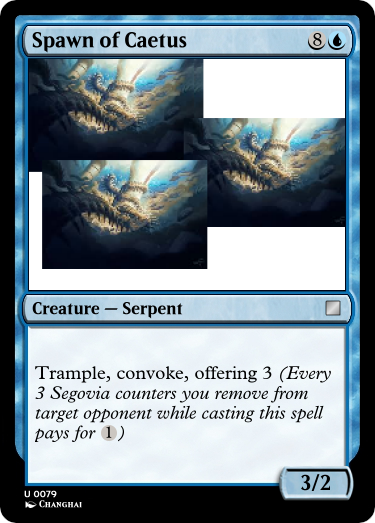 Spawn of Caetus 8
Creature — Serpent
Trample, convoke, offering 3 (Every
3 Segovia counters you remove from
target opponent while casting this spell
pays for 1)
3/2
U 0079
CHANGHAI